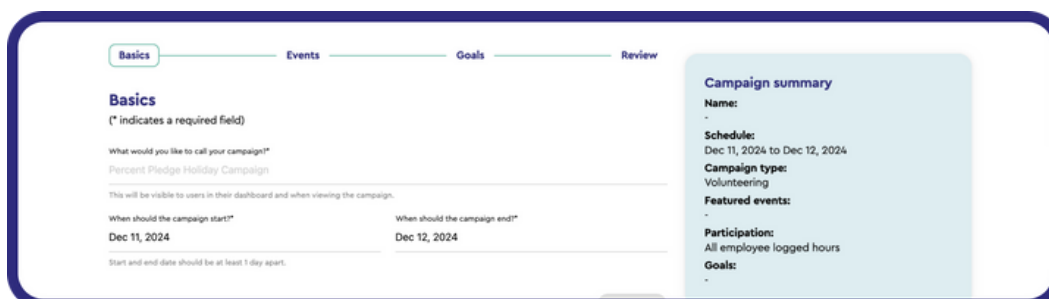 Basics
Events
Goals
Review
Basics
(* indicates a required field)
What would you like to call your campaign?*
Percent Pledge Holiday Campaign
This will be visible to users in their dashboard and when viewing the campaign.
When should the campaign start?*
When should the campaign end?*
Dec 11, 2024
Dec 12, 2024
Start and end date should be at least 1 day apart.
Campaign summary
Name:
-
Schedule:
Dec 11, 2024 to Dec 12, 2024
Campaign type:
Volunteering
Featured events:
-
Participation:
All employee logged hours
Goals:
-